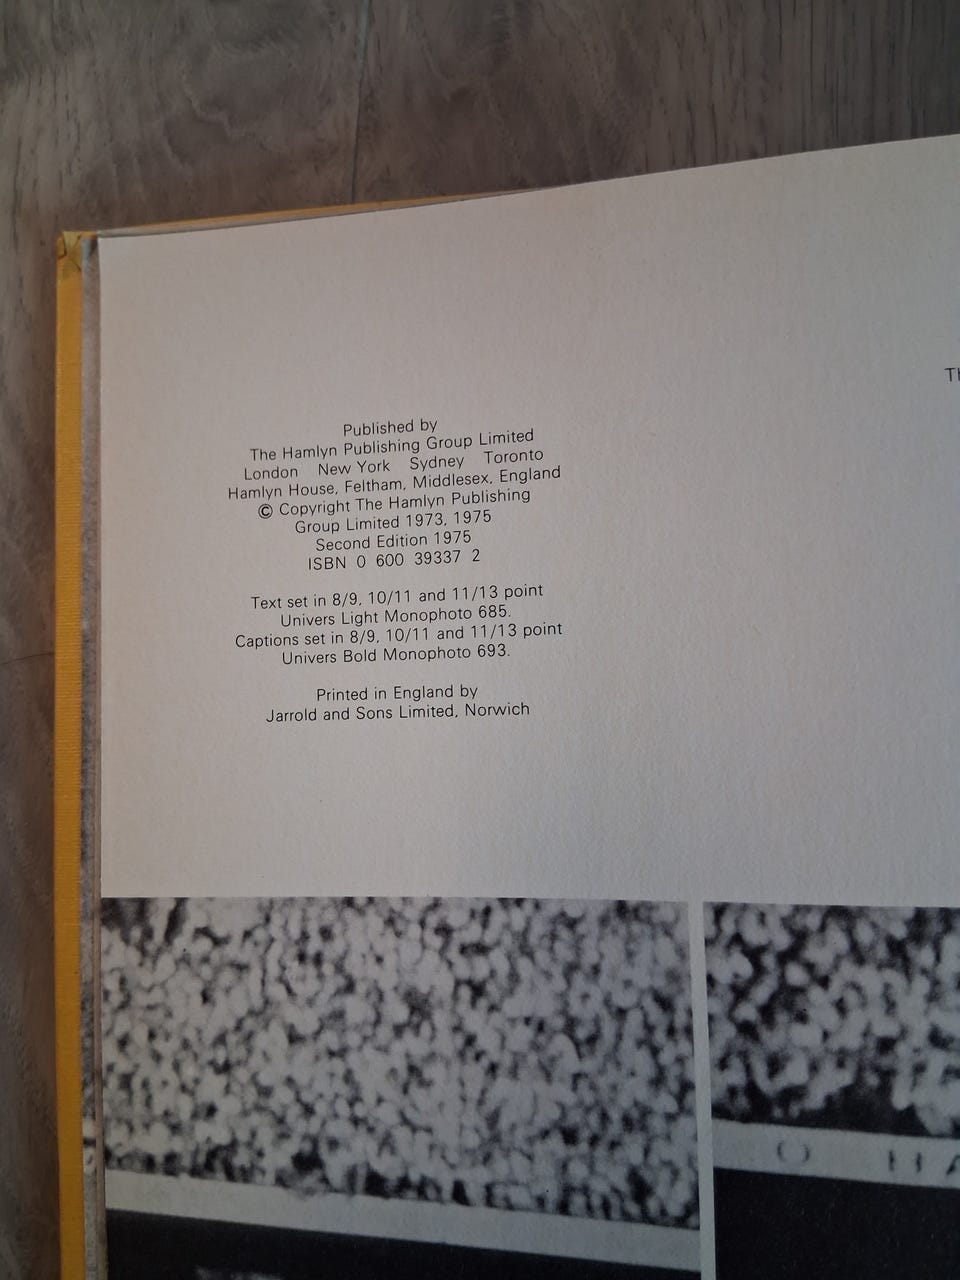 Published by
The Hamlyn Publishing Group Limited
London New York Sydney Toronto
Hamlyn House, Feltham, Middlesex, England
© Copyright The Hamlyn Publishing
Group Limited 1973, 1975
Second Edition 1975
ISBN 0 600 39337 2
Text set in 8/9, 10/11 and 11/13 point
Univers Light Monophoto 685.
Captions set in 8/9, 10/11 and 11/13 point
Univers Bold Monophoto 693.
Printed in England by
Jarrold and Sons Limited, Norwich